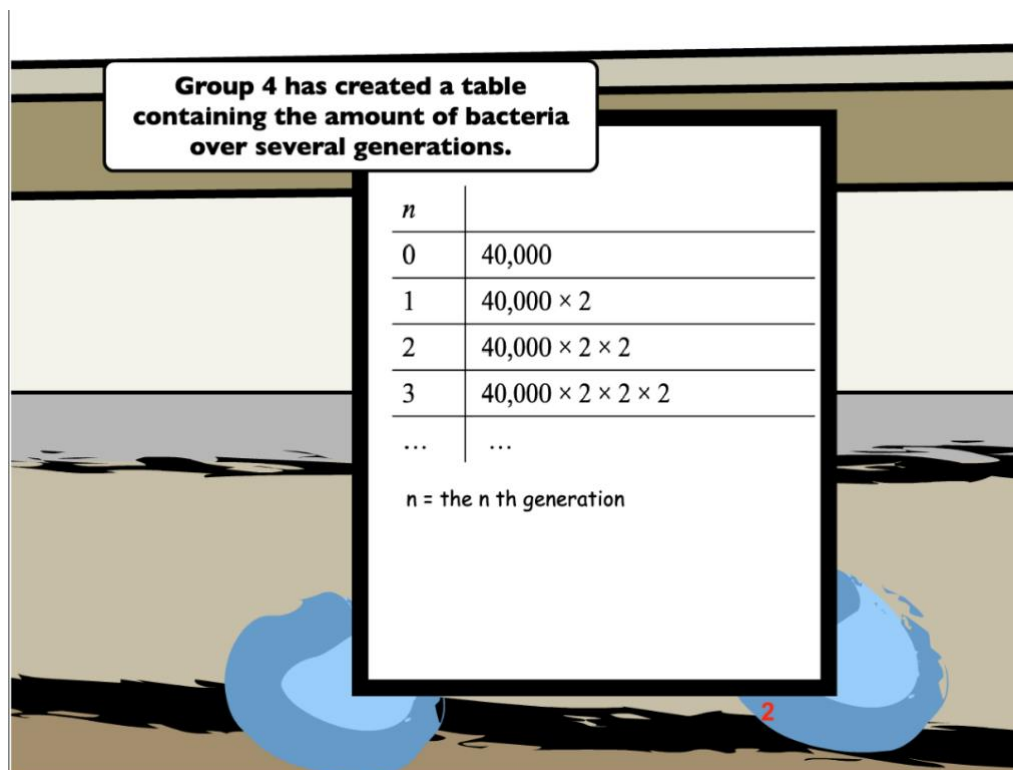 Group 4 has created a table
containing the amount of bacteria
over several generations.
n
0 40,000
1 40,000 × 2
2 40,000 × 2 × 2
3 40,000 × 2 × 2 × 2
... ...
n = the n th generation
2